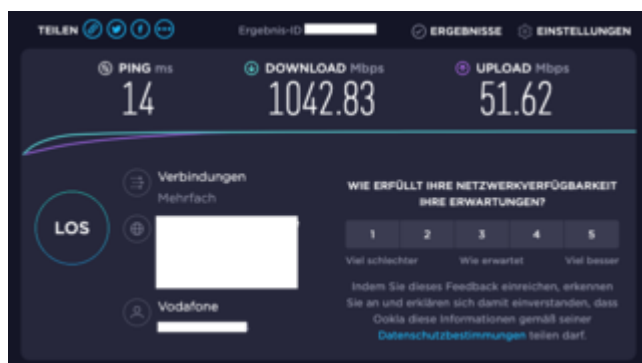 TEILEN
Ergebnis-ID
ERGEBNISSE
EINSTELLUNGEN
PING ms
14
DOWNLOAD Mbps
1042.83
UPLOAD Mbps
51.62
LOS
Verbindungen
Mehrfach
Vodafone
WIE ERFÜLLT IHRE NETZWERKVERFÜGBARKEIT
IHRE ERWARTUNGEN?
1 2 3 4 5
Viel schlechter Wie erwartet Viel besser
Indem Sie dieses Feedback einreichen, erkennen
Sie an und erklären sich damit einverstanden, dass
Ookla diese Informationen gemäß seiner
Datenschutzbestimmungen teilen darf.